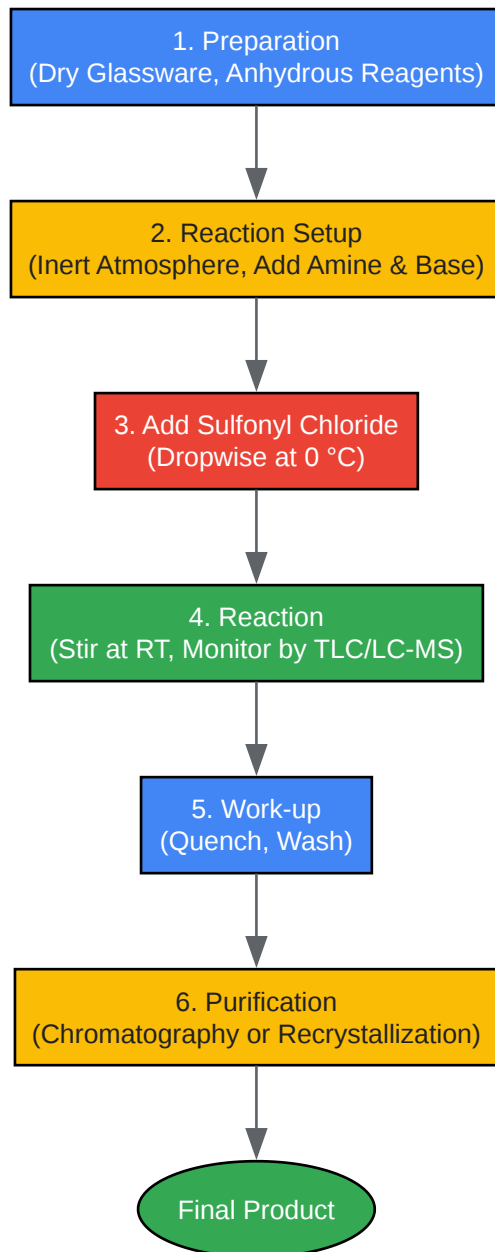 1. Preparation
(Dry Glassware, Anhydrous Reagents)
2. Reaction Setup
(Inert Atmosphere, Add Amine & Base)
3. Add Sulfonyl Chloride
(Dropwise at 0 °C)
4. Reaction
(Stir at RT, Monitor by TLC/LC-MS)
5. Work-up
(Quench, Wash)
6. Purification
(Chromatography or Recrystallization)
Final Product